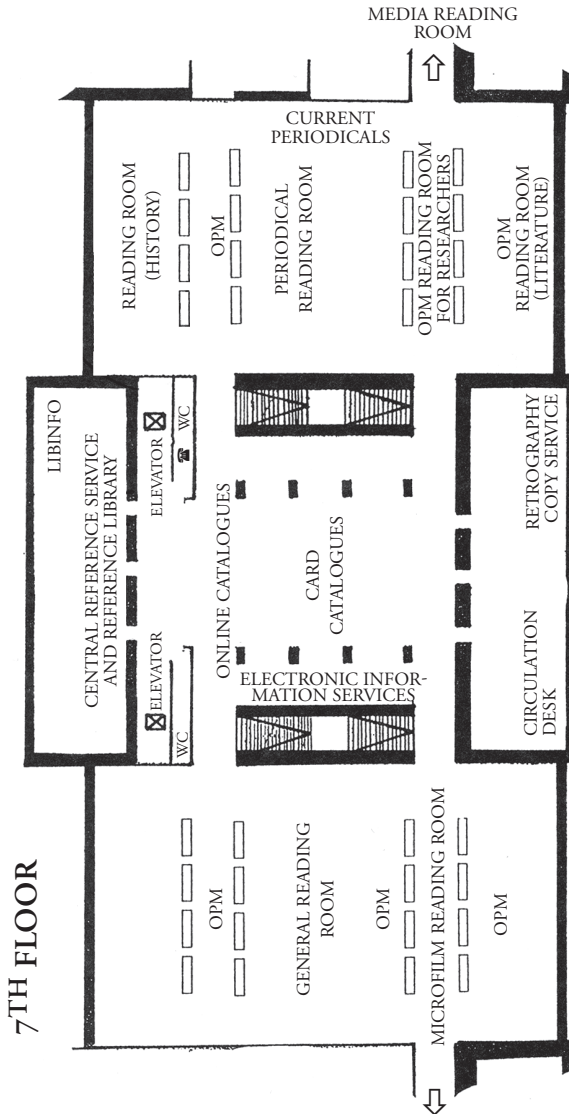 7TH FLOOR
MEDIA READING
ROOM
CURRENT
PERIODICALS
READING ROOM
(HISTORY)
OPM
PERIODICAL
READING ROOM
OPM READING ROOM
FOR RESEARCHERS
OPM
READING ROOM
(LITERATURE)
LIBINFO
CENTRAL REFERENCE SERVICE
AND REFERENCE LIBRARY
ELEVATOR
WC
ELEVATOR
WC
ONLINE CATALOGUES
CARD
CATALOGUES
ELECTRONIC INFOR-
MATION SERVICES
RETROGRAPHY
COPY SERVICE
CIRCULATION
DESK
OPM
GENERAL READING
ROOM
OPM
MICROFILM READING ROOM
OPM